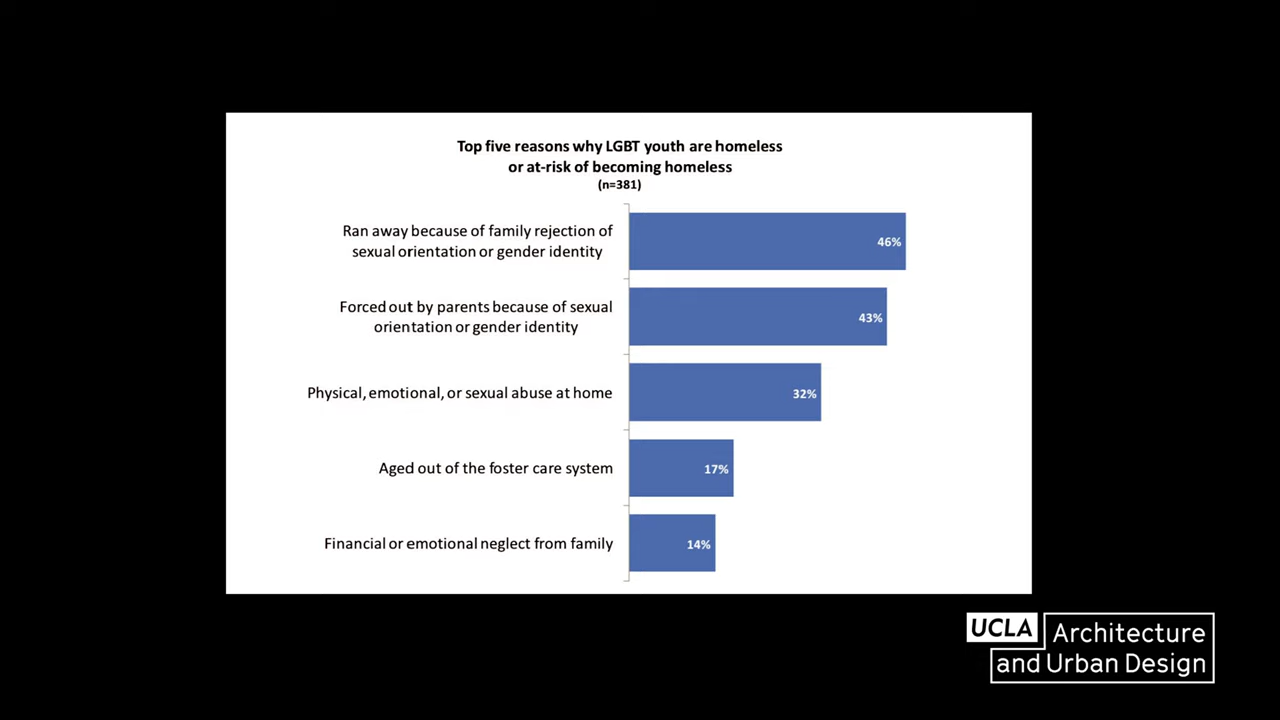 Top five reasons why LGBT youth are homeless
or at-risk of becoming homeless
(n=381)
Ran away because of family rejection of
sexual orientation or gender identity
46%
Forced out by parents because of sexual
orientation or gender identity
43%
Physical, emotional, or sexual abuse at home
32%
Aged out of the foster care system
17%
Financial or emotional neglect from family
14%
UCLA Architecture
and Urban Design